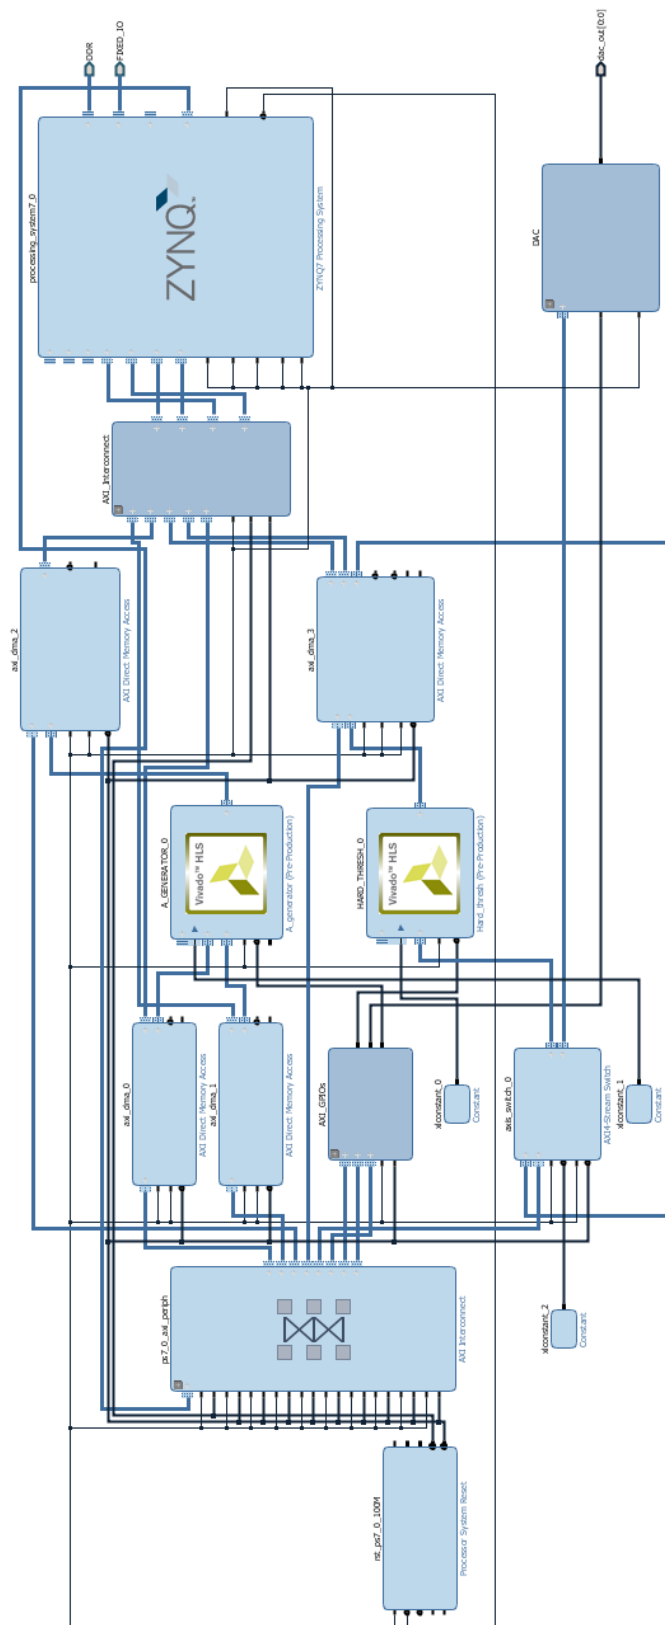 DDR
FIXED_IO
dac_out[0:0]
processing_system7_0
ZYNQ
ZYNQ7 Processing System
DAC
AXI_Interconnect
axi_dma_2
AXI Direct Memory Access
axi_dma_3
AXI Direct Memory Access
A_GENERATOR_0
Vivado™ HLS
A_generator (Pre-Production)
HARD_THRESH_0
Vivado™ HLS
Hard_thresh (Pre-Production)
axi_dma_0
AXI Direct Memory Access
axi_dma_1
AXI Direct Memory Access
AXI_GPIOs
xlconstant_0
Constant
axis_switch_0
AXI4-Stream Switch
xlconstant_1
Constant
ps7_0_axi_periph
AXI Interconnect
xlconstant_2
Constant
rst_ps7_0_100M
Processor System Reset